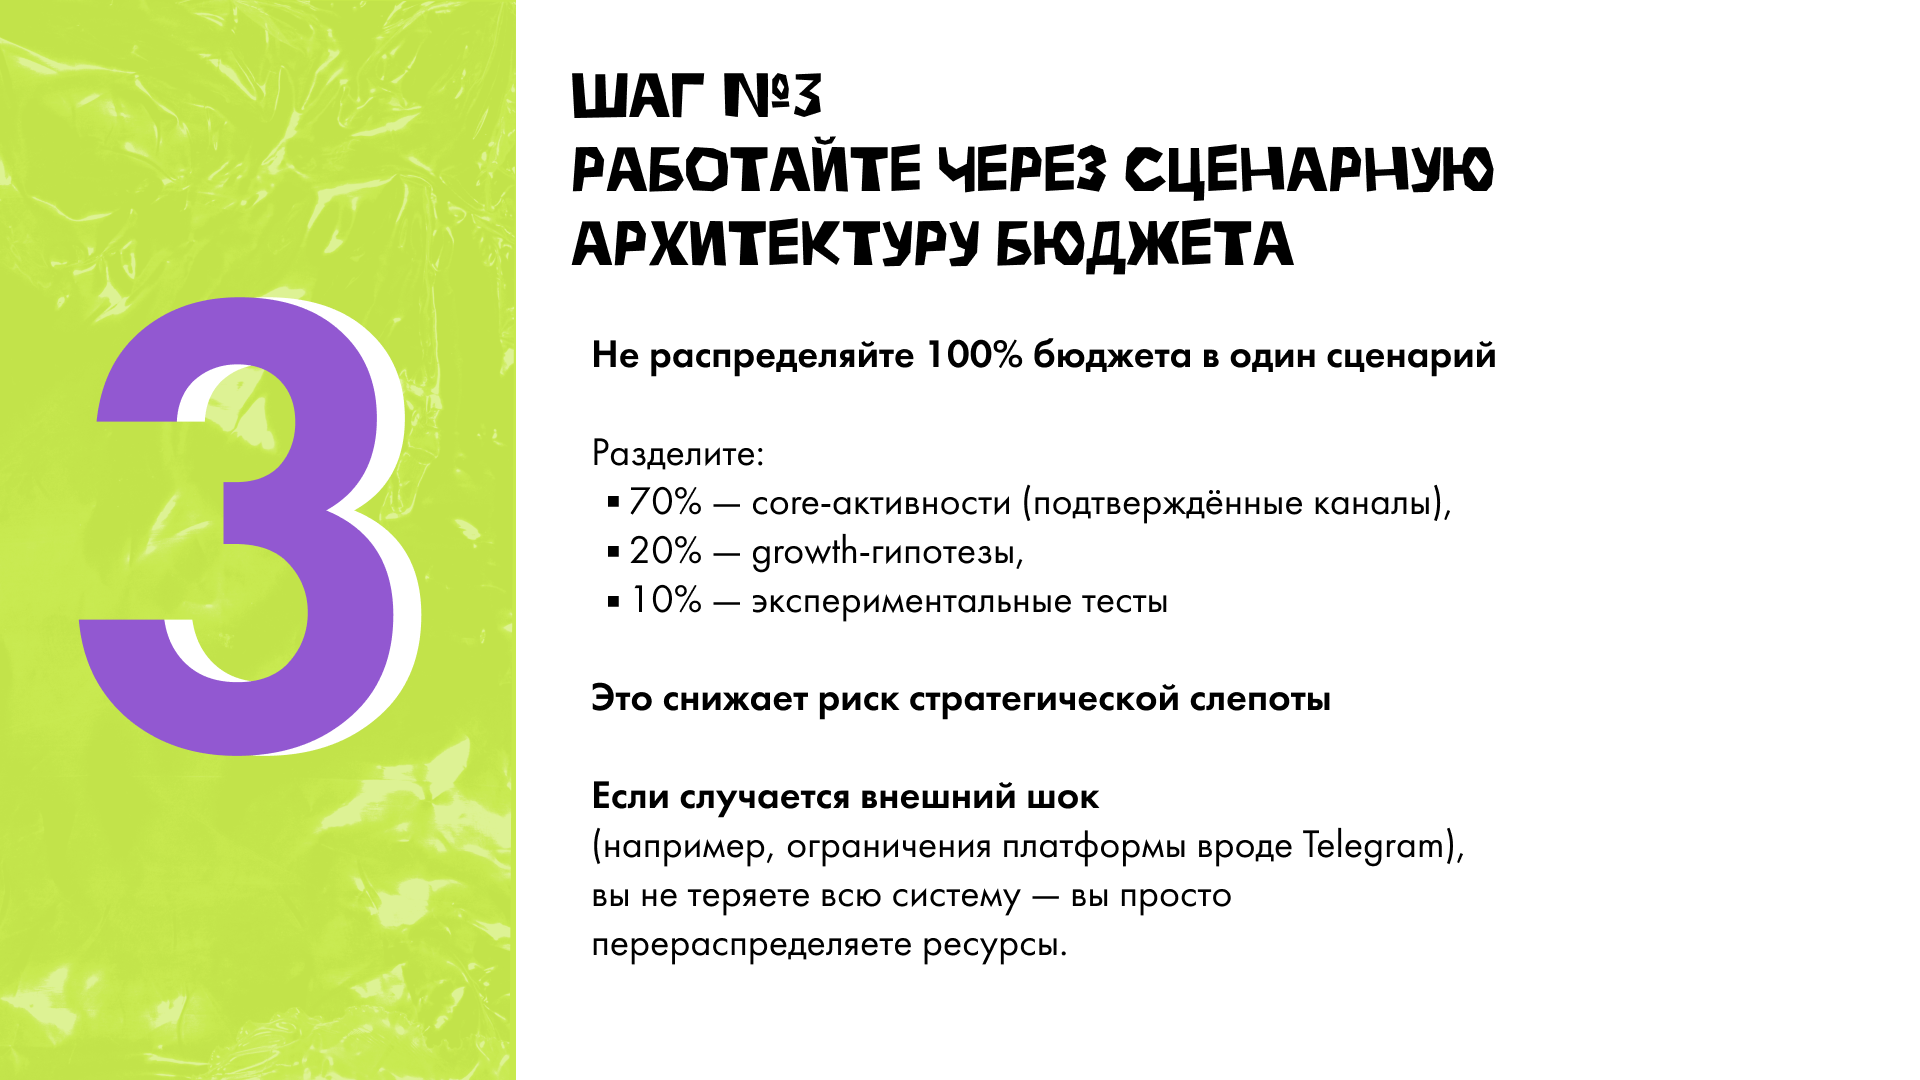 3
ШАГ №3
РАБОТАЙТЕ ЧЕРЕЗ СЦЕНАРНУЮ
АРХИТЕКТУРУ БЮДЖЕТА
Не распределяйте 100% бюджета в один сценарий
Разделите:
▪ 70% — core-активности (подтверждённые каналы),
▪ 20% — growth-гипотезы,
▪ 10% — экспериментальные тесты
Это снижает риск стратегической слепоты
Если случается внешний шок
(например, ограничения платформы вроде Telegram),
вы не теряете всю систему — вы просто
перераспределяете ресурсы.